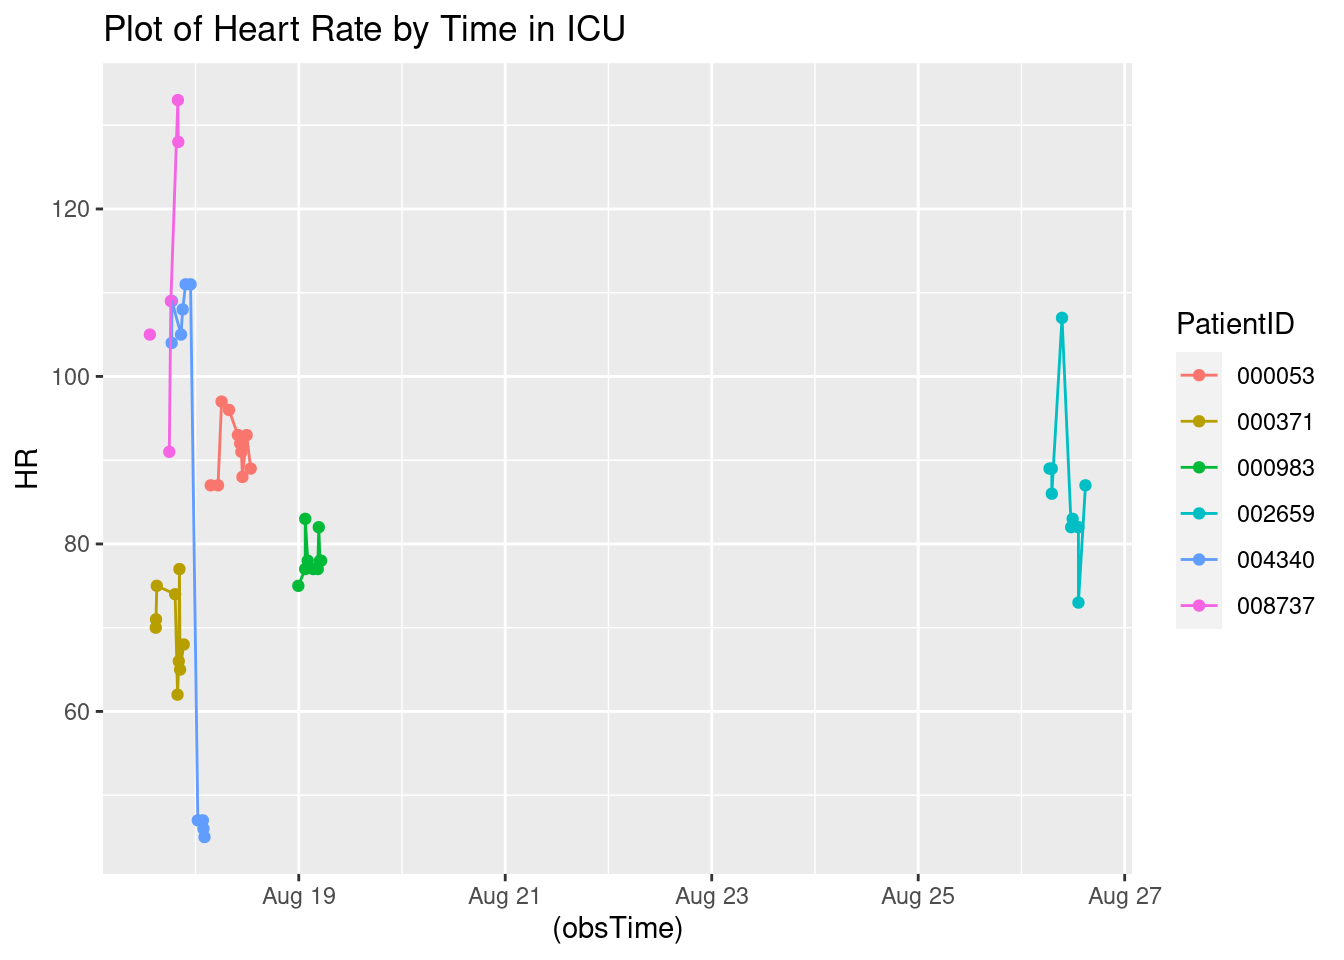 Plot of Heart Rate by Time in ICU
120
100
80
60
HR
Aug 19
Aug 21
Aug 23
Aug 25
Aug 27
(obsTime)
PatientID
000053
000371
000983
002659
004340
008737